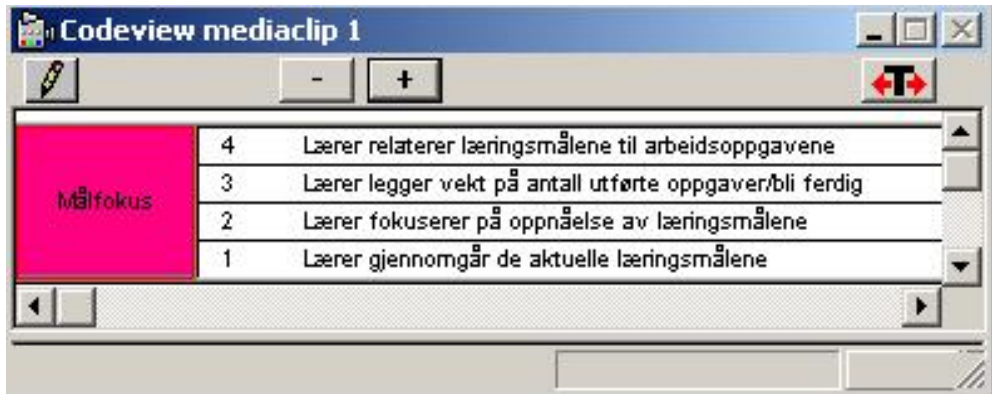 Codeview mediaclip 1
- +
T
Målfokus
4 Lærer relaterer læringsmålene til arbeidsoppgavene
3 Lærer legger vekt på antall utførte oppgaver/bli ferdig
2 Lærer fokuserer på oppnåelse av læringsmålene
1 Lærer gjennomgår de aktuelle læringsmålene